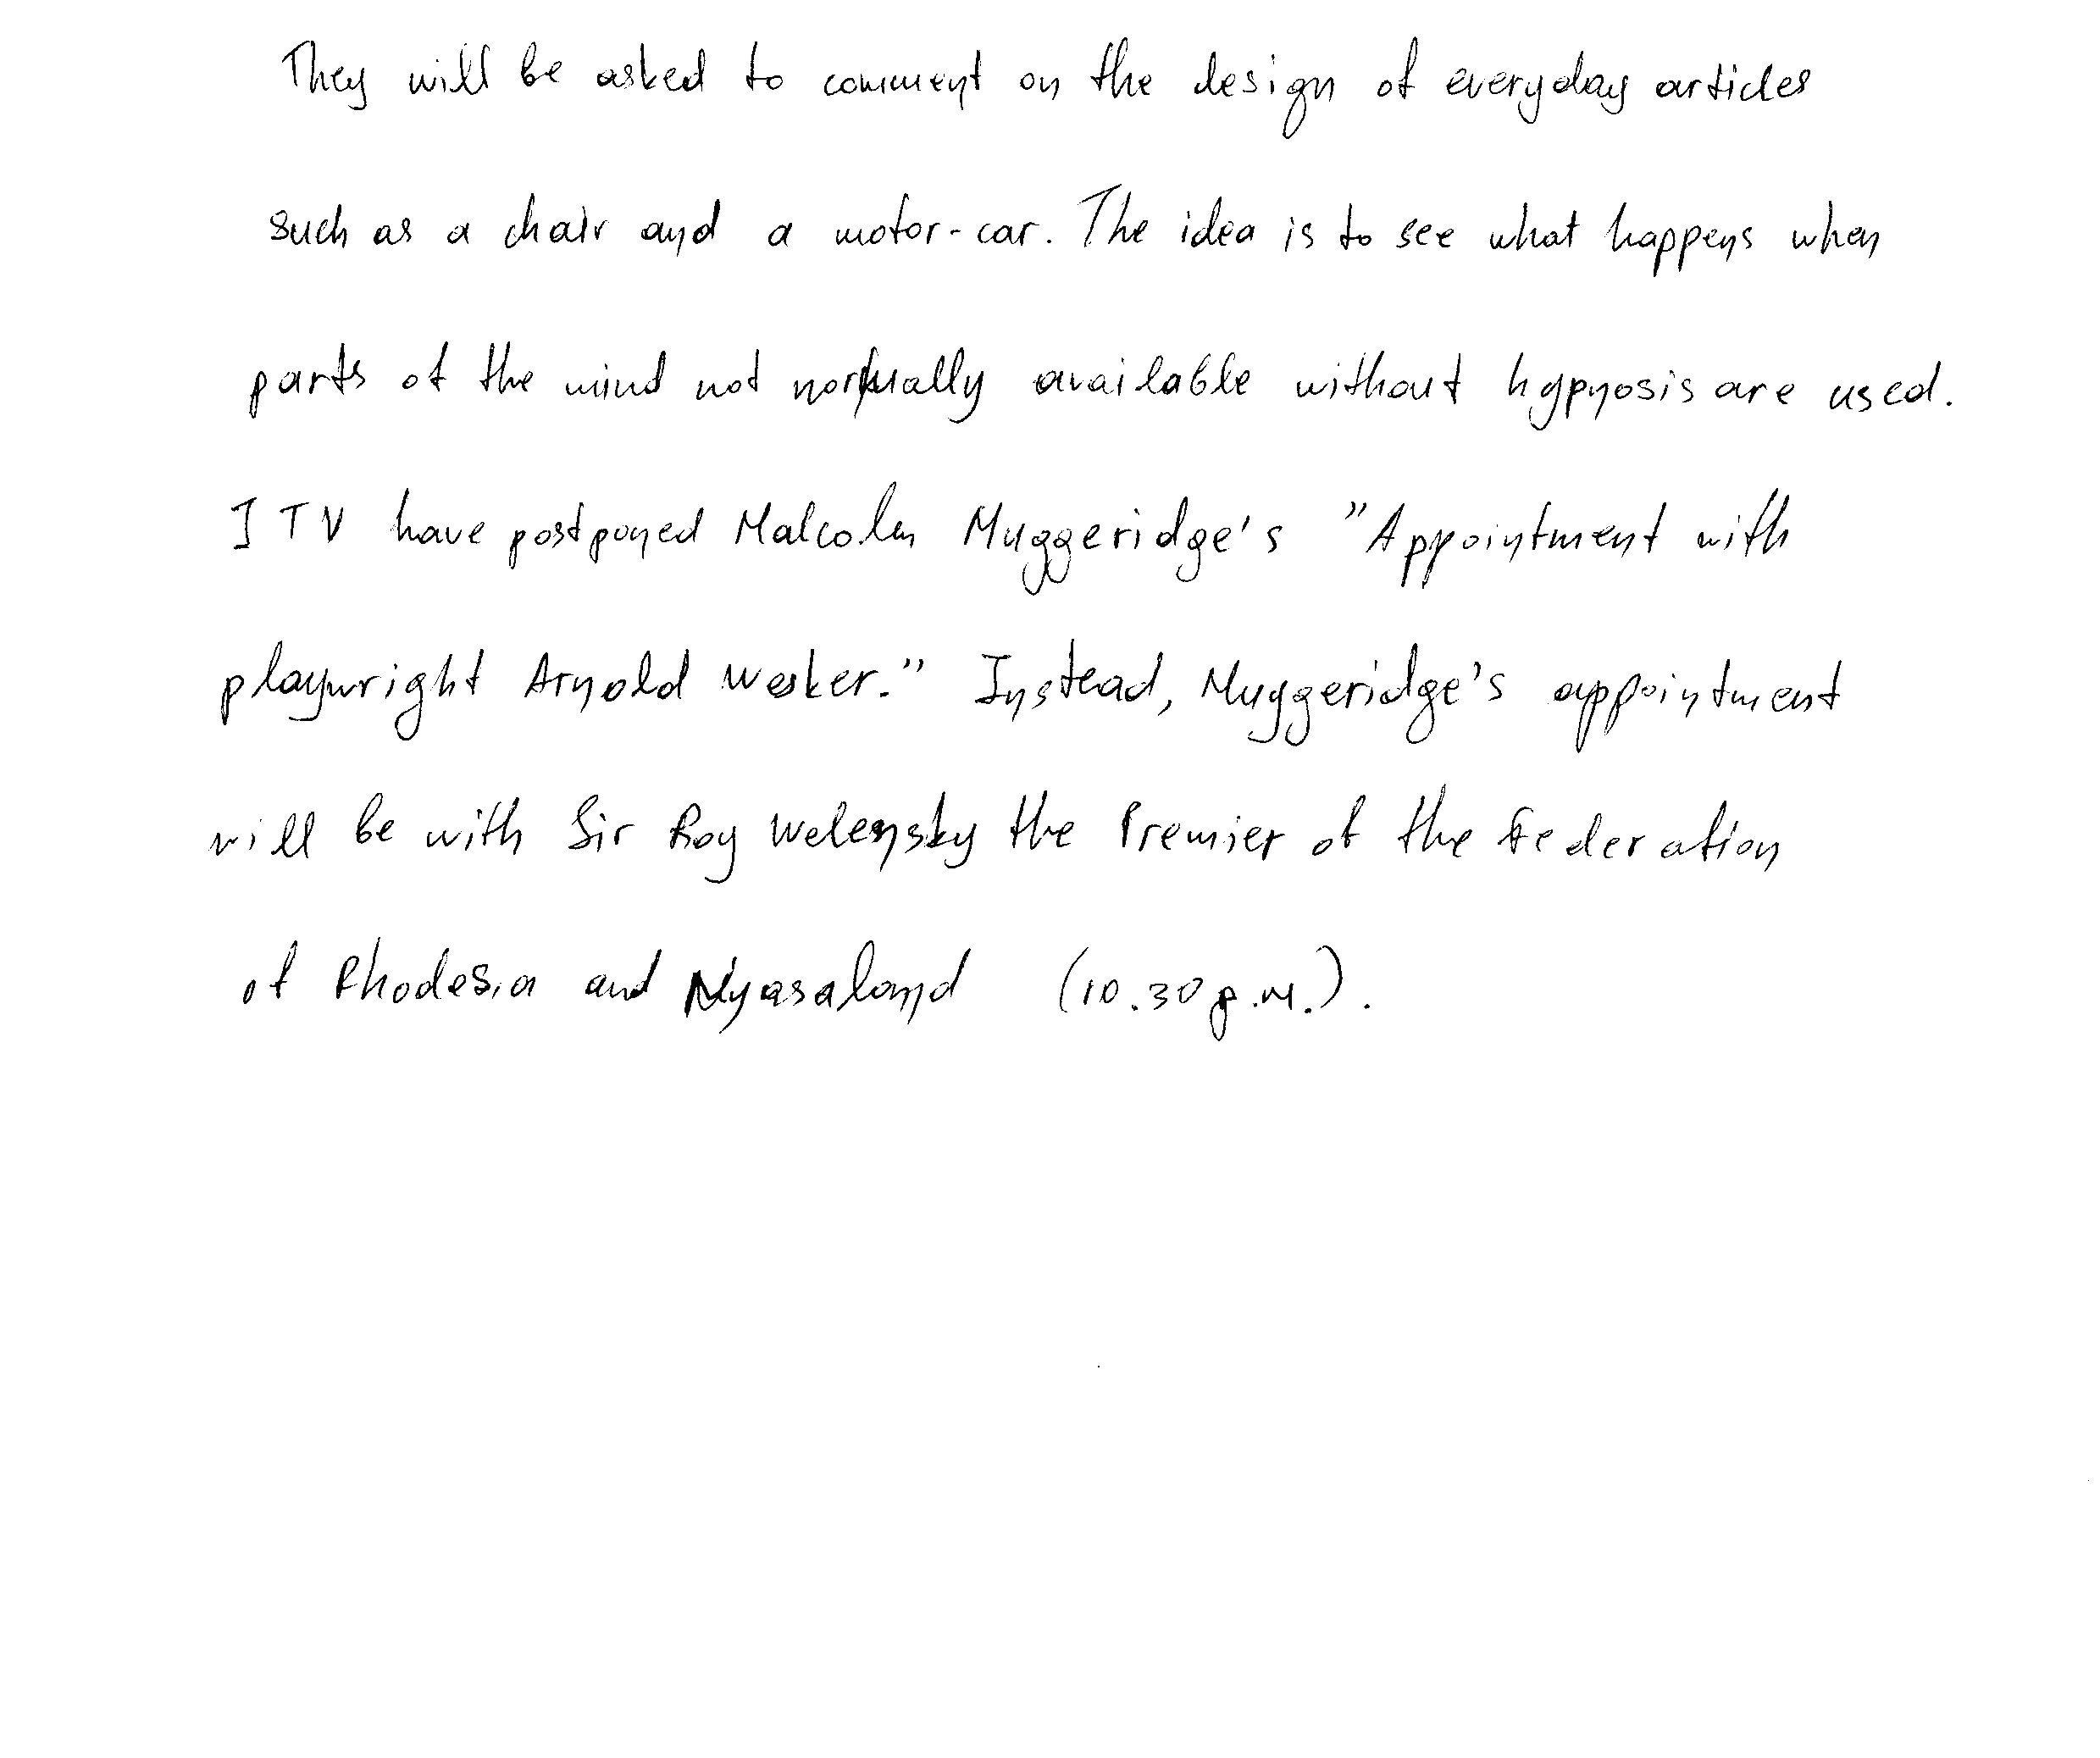 They will be asked to comment on the design of everyday articles
such as a chair and a motor-car. The idea is to see what happens when
parts of the mind not normally available without hypnosis are used.
ITV have postponed Malcolm Muggeridge's "Appointment with
playwright Arnold Wesker." Instead, Muggeridge's appointment
will be with Sir Roy Welensky the Premier of the Federation
of Rhodesia and Nyasaland (10.30 p.m.).